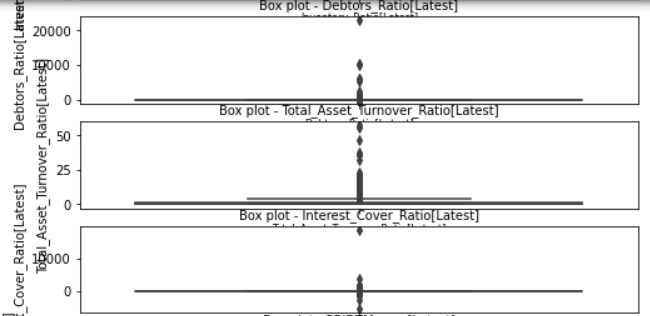 Box plot - Debtors_Ratio[Latest]
Debtors_Ratio[Latest]
20000
10000
0
Box plot - Total_Asset_Turnover_Ratio[Latest]
Total_Asset_Turnover_Ratio[Latest]
50
25
0
Box plot - Interest_Cover_Ratio[Latest]
_Cover_Ratio[Latest]
10000
0